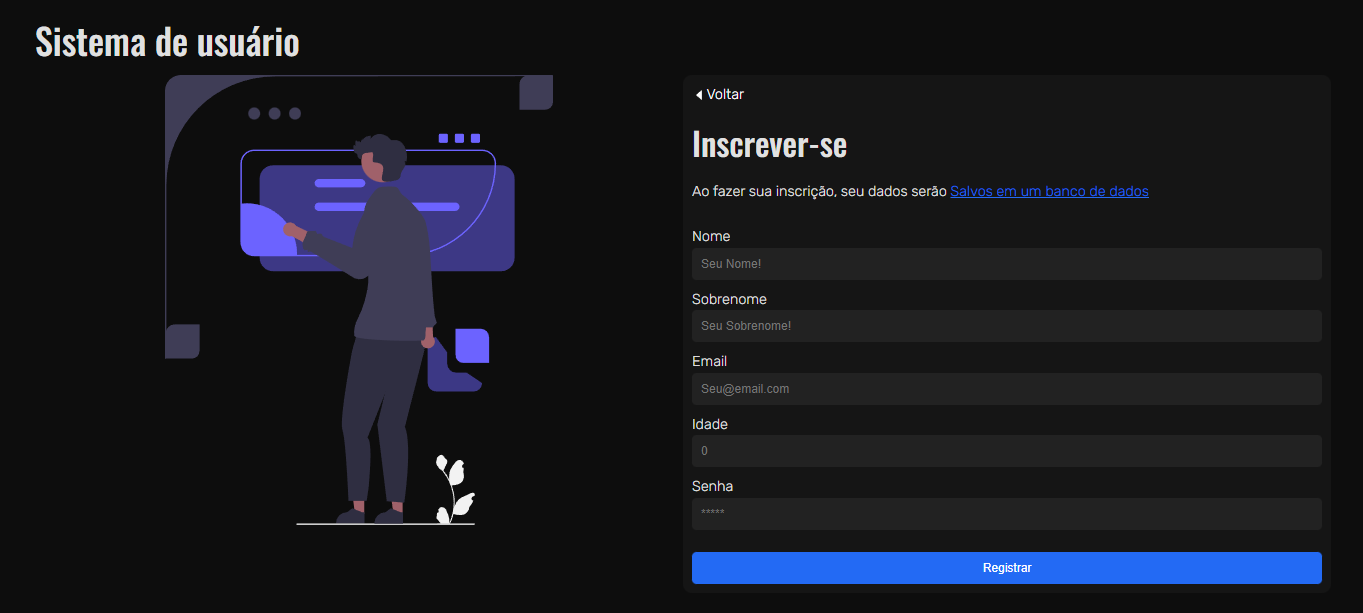 Sistema de usuário
Voltar
Inscrever-se
Ao fazer sua inscrição, seu dados serão Salvos em um banco de dados
Nome
Seu Nome!
Sobrenome
Seu Sobrenome!
Email
Seu@email.com
Idade
0
Senha
*****
Registrar